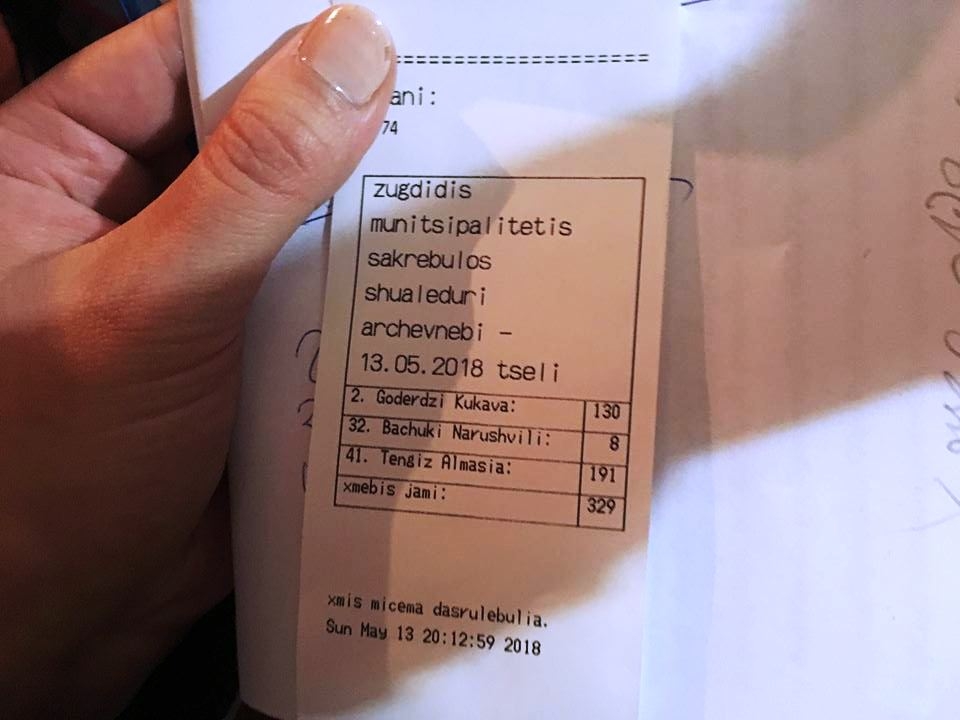 ====================
ani:
74
zugdidis
munitsipalitetis
sakrebulos
shualeduri
archevnebi -
13.05.2018 tseli
2. Goderdzi Kukava: 130
32. Bachuki Narushvili: 8
41. Tengiz Almasia: 191
xmebis jami: 329
xmis micema dasrulebulia.
Sun May 13 20:12:59 2018